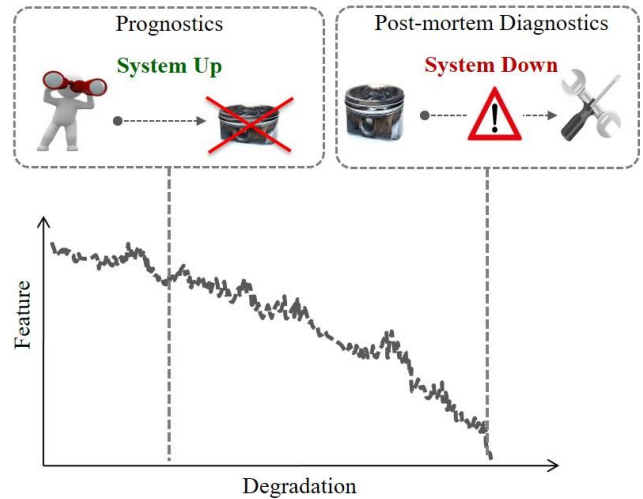 Prognostics
System Up
Post-mortem Diagnostics
System Down
!
Feature
Degradation